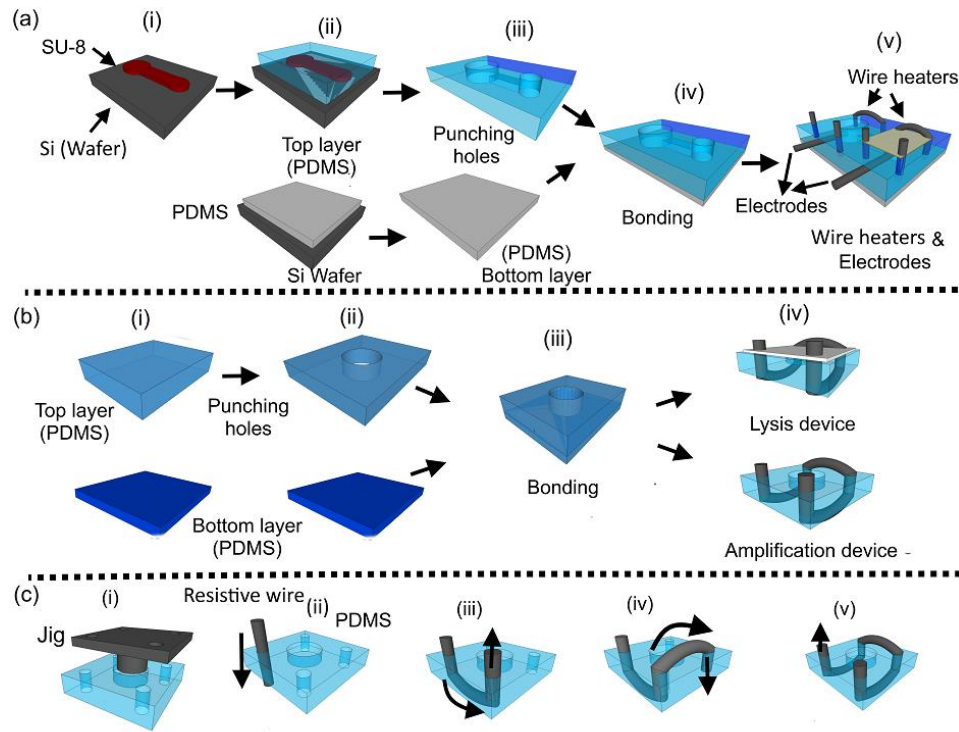 (a)
(i)
(ii)
(iii)
(iv)
(v)
SU-8
Si (Wafer)
Top layer
(PDMS)
Punching
holes
Wire heaters
PDMS
Si Wafer
(PDMS)
Bottom layer
Bonding
Electrodes
Wire heaters &
Electrodes
(b)
(i)
(ii)
(iii)
(iv)
Top layer
(PDMS)
Punching
holes
Bottom layer
(PDMS)
Bonding
Lysis device
Amplification device
(c)
(i)
(ii)
(iii)
(iv)
(v)
Jig
Resistive wire
PDMS